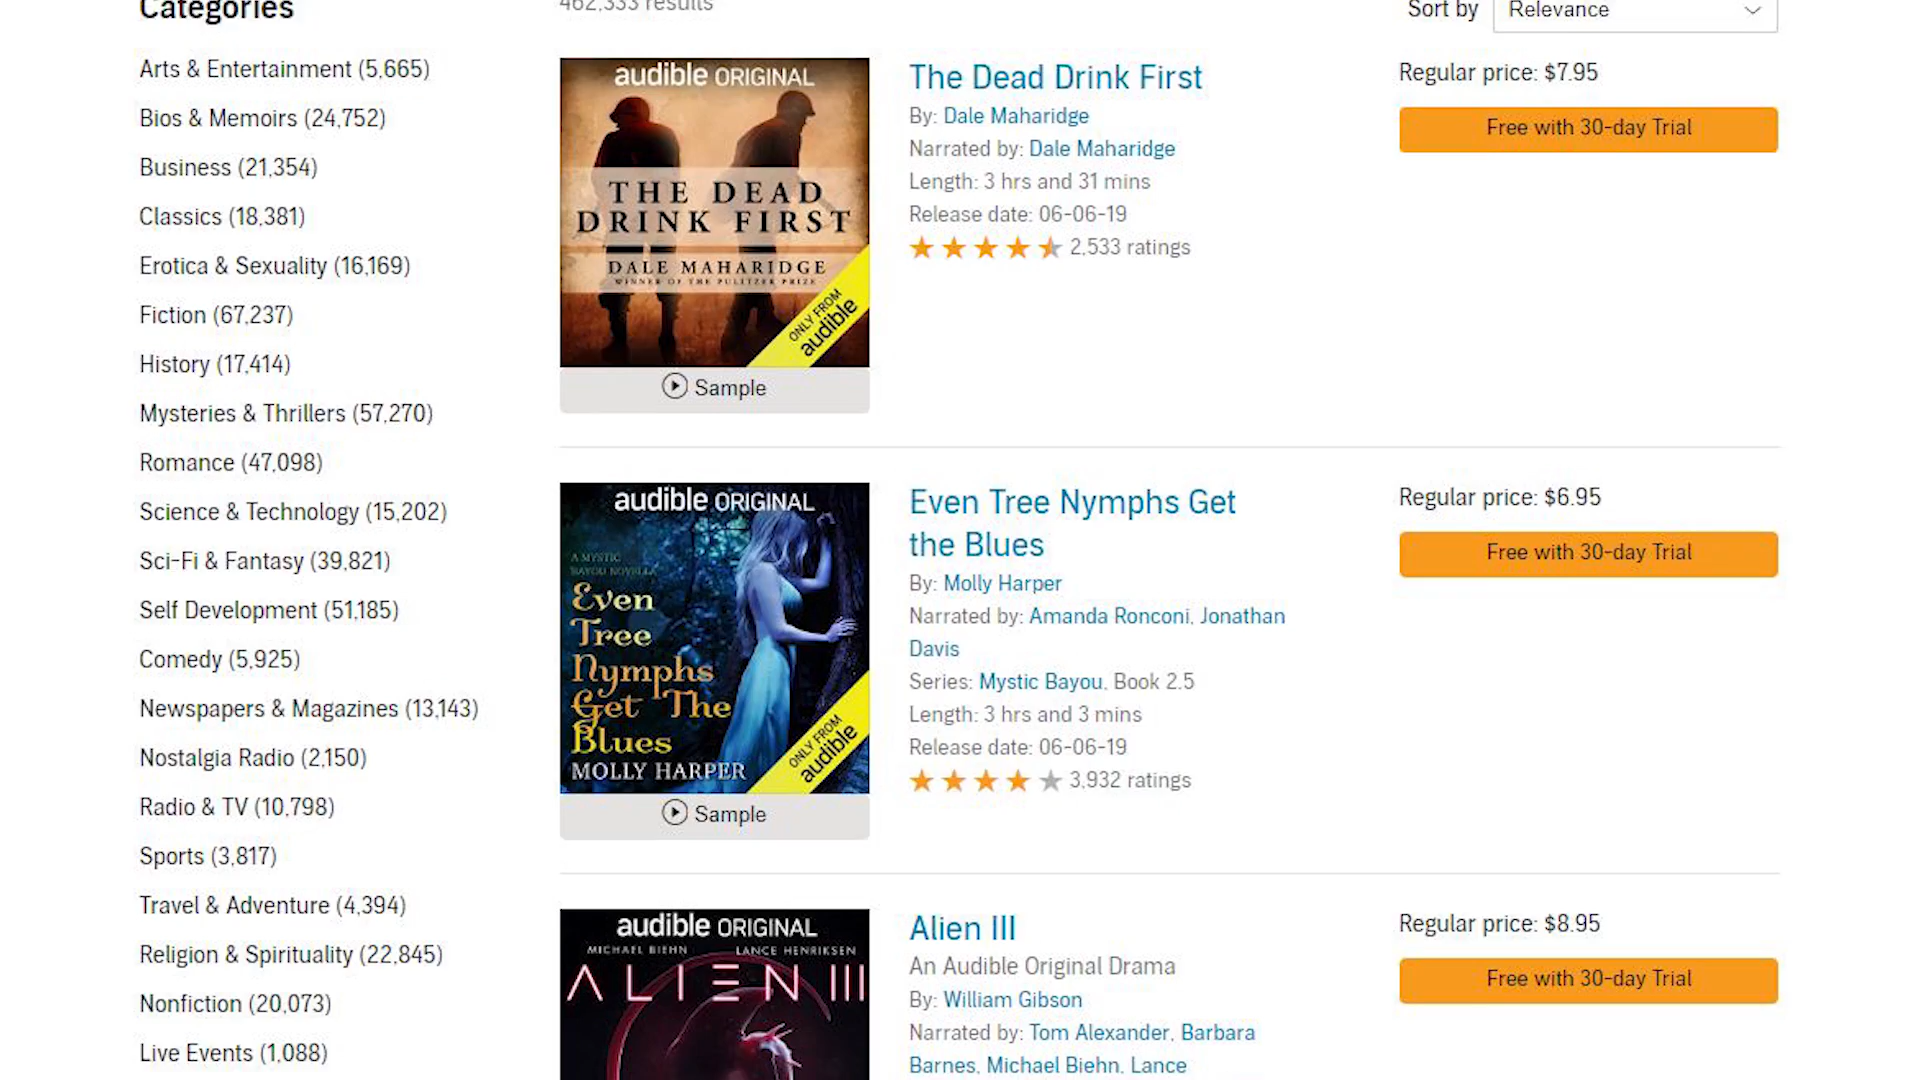 Categories
462,333 results
Sort by
Relevance
Arts & Entertainment (5,665)
Bios & Memoirs (24,752)
Business (21,354)
Classics (18,381)
Erotica & Sexuality (16,169)
Fiction (67,237)
History (17,414)
Mysteries & Thrillers (57,270)
Romance (47,098)
Science & Technology (15,202)
Sci-Fi & Fantasy (39,821)
Self Development (51,185)
Comedy (5,925)
Newspapers & Magazines (13,143)
Nostalgia Radio (2,150)
Radio & TV (10,798)
Sports (3,817)
Travel & Adventure (4,394)
Religion & Spirituality (22,845)
Nonfiction (20,073)
Live Events (1,088)
audible ORIGINAL
THE DEAD
DRINK FIRST
DALE MAHARIDGE
WINNER OF THE PULITZER PRIZE
ONLY FROM
audible
Sample
The Dead Drink First
By: Dale Maharidge
Narrated by: Dale Maharidge
Length: 3 hrs and 31 mins
Release date: 06-06-19
2,533 ratings
Regular price: $7.95
Free with 30-day Trial
audible ORIGINAL
A MYSTIC
BAYOU NOVELLA
Even
Tree
Nymphs
Get The
Blues
MOLLY HARPER
ONLY FROM
audible
Sample
Even Tree Nymphs Get
the Blues
By: Molly Harper
Narrated by: Amanda Ronconi, Jonathan
Davis
Series: Mystic Bayou, Book 2.5
Length: 3 hrs and 3 mins
Release date: 06-06-19
3,932 ratings
Regular price: $6.95
Free with 30-day Trial
audible ORIGINAL
MICHAEL BIEHN LANCE HENRIKSEN
ALIEN III
Alien III
An Audible Original Drama
By: William Gibson
Narrated by: Tom Alexander, Barbara
Barnes, Michael Biehn, Lance
Regular price: $8.95
Free with 30-day Trial